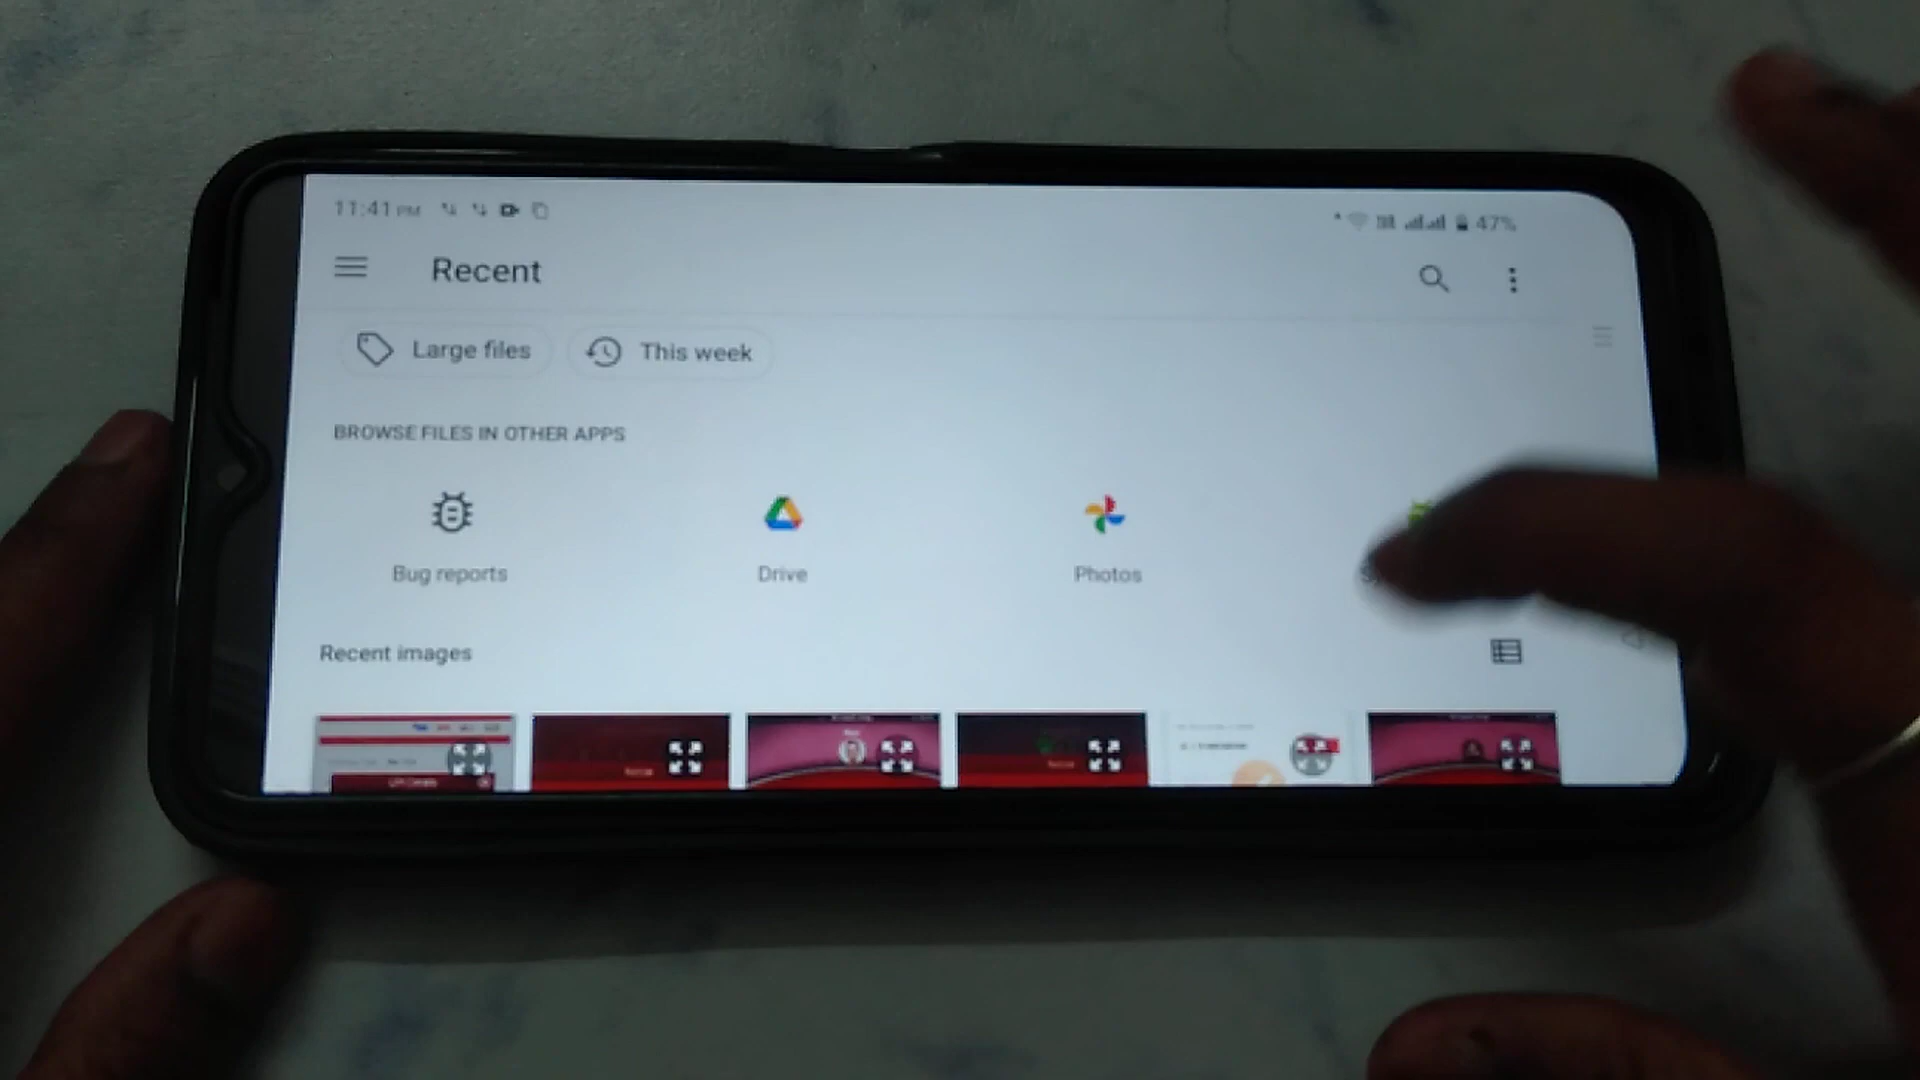 11:41 PM
47%
Recent
Large files
This week
BROWSE FILES IN OTHER APPS
Bug reports
Drive
Photos
Recent images